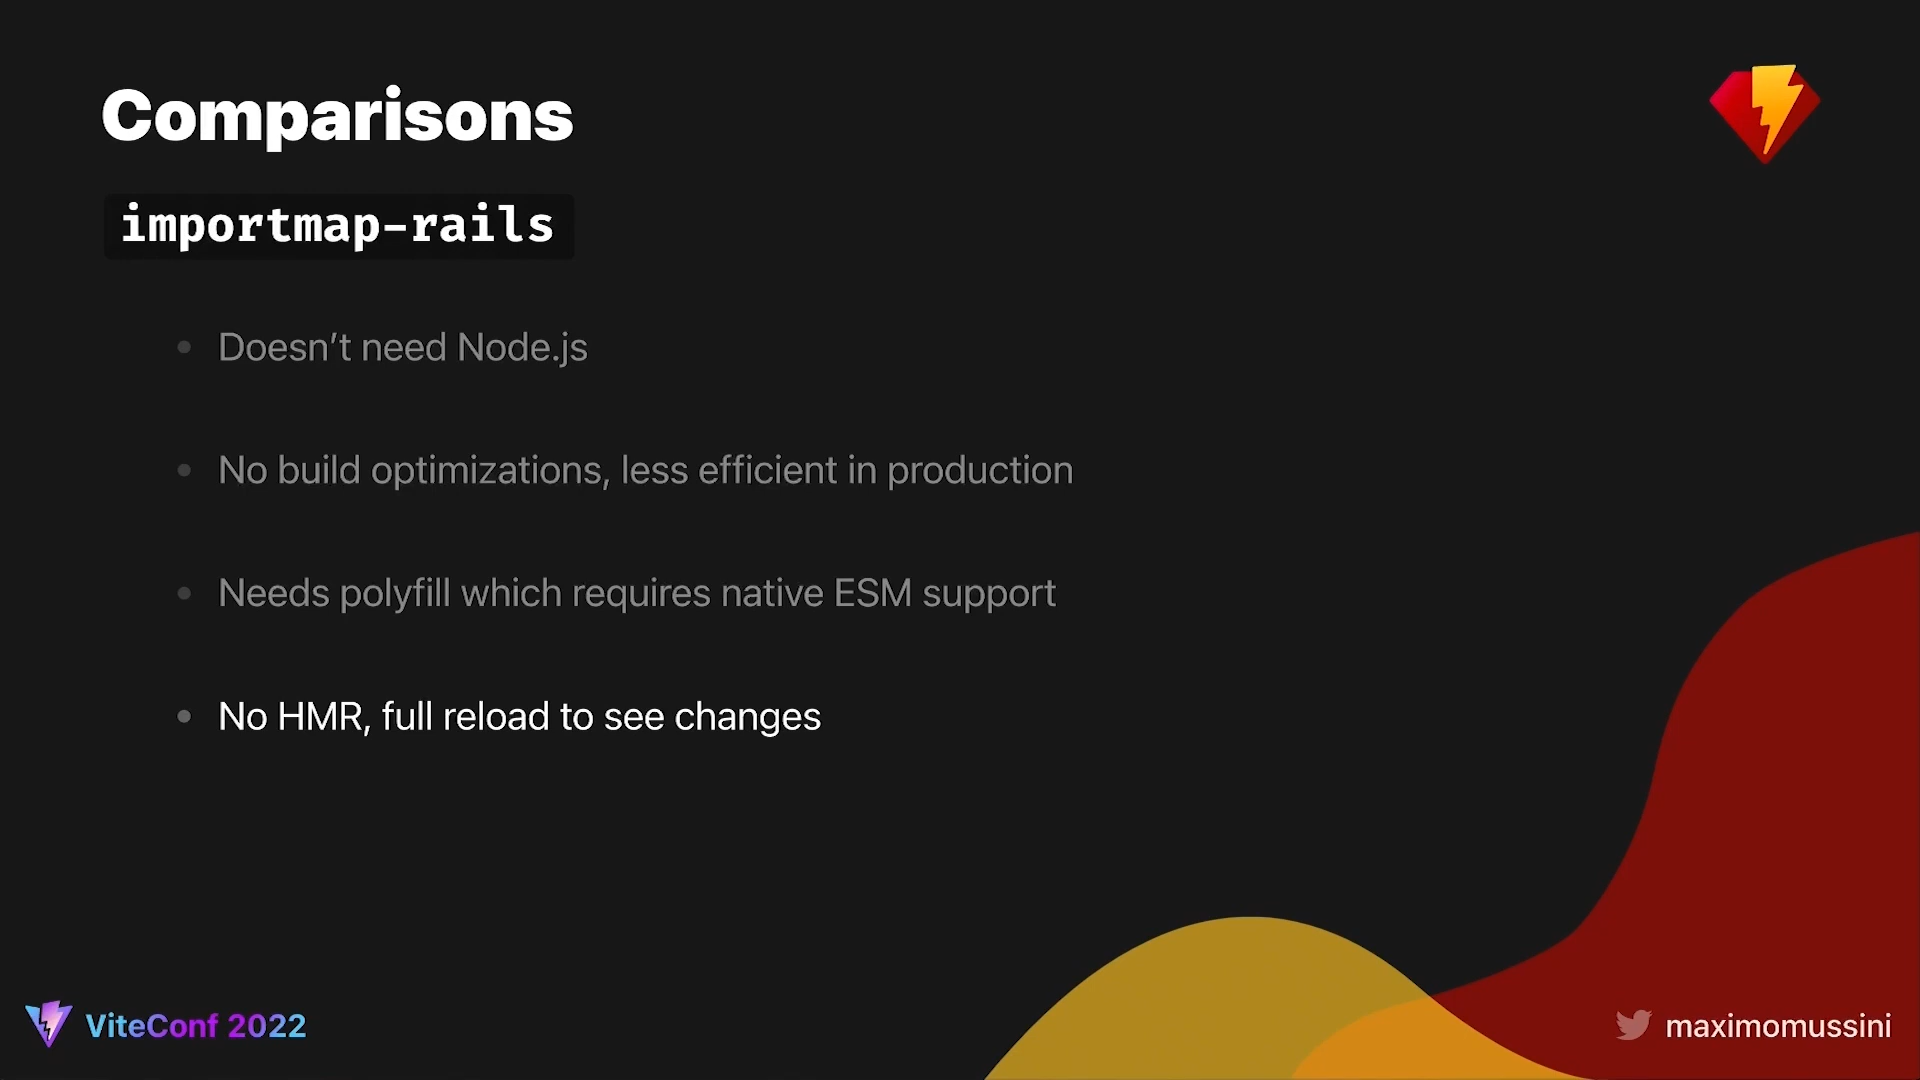 Comparisons
importmap-rails
Doesn’t need Node.js
No build optimizations, less efficient in production
Needs polyfill which requires native ESM support
No HMR, full reload to see changes
ViteConf 2022
maximomussini